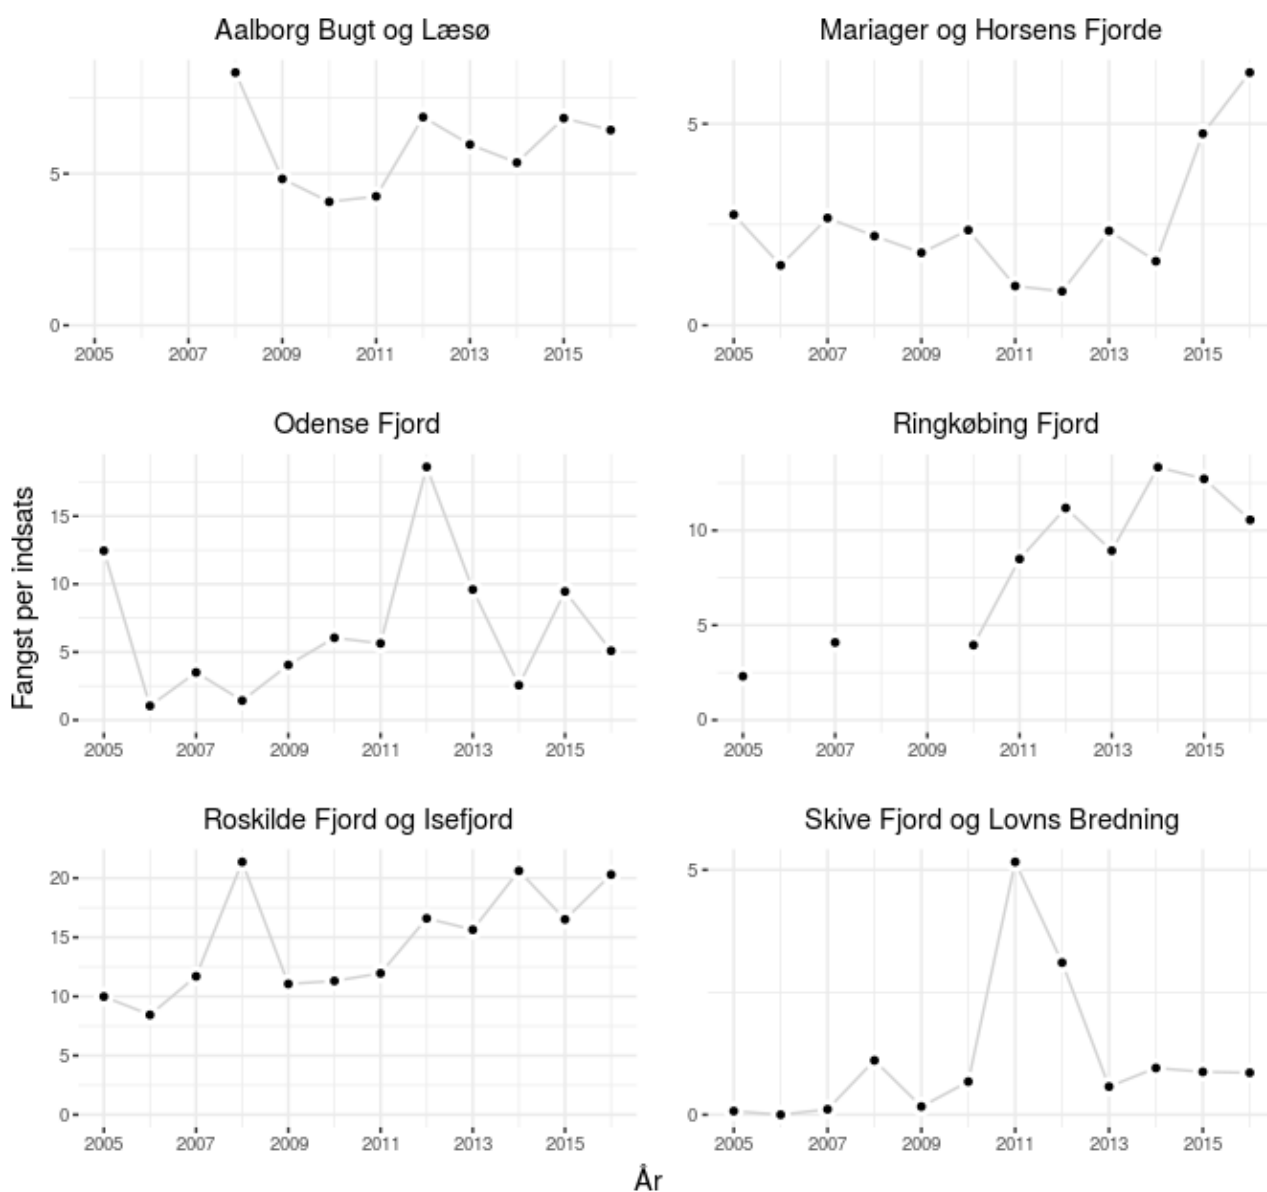 Aalborg Bugt og Læsø
5
0
2005 2007 2009 2011 2013 2015
Mariager og Horsens Fjorde
5
0
2005 2007 2009 2011 2013 2015
Fangst per indsats
Odense Fjord
15
10
5
0
2005 2007 2009 2011 2013 2015
Ringkøbing Fjord
10
5
0
2005 2007 2009 2011 2013 2015
Roskilde Fjord og Isefjord
20
15
10
5
0
2005 2007 2009 2011 2013 2015
Skive Fjord og Lovns Bredning
5
0
2005 2007 2009 2011 2013 2015
År